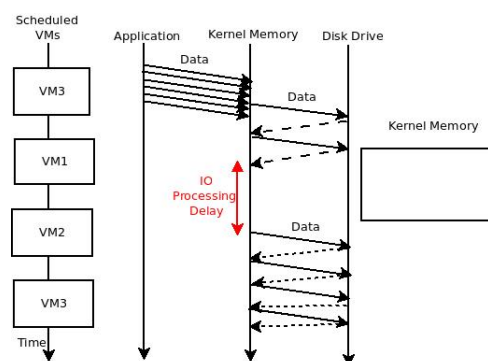 Scheduled
VMs
Application
Kernel Memory
Disk Drive
Data
VM3
Data
Kernel Memory
VM1
IO
Processing
Delay
VM2
Data
VM3
Time